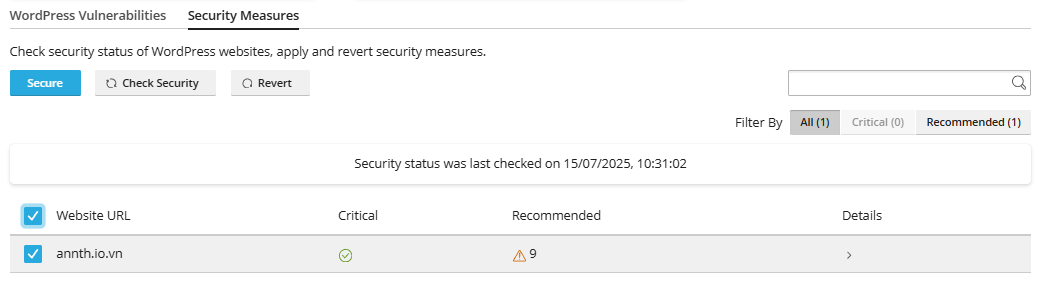 WordPress Vulnerabilities Security Measures
Check security status of WordPress websites, apply and revert security measures.
Secure Check Security Revert
Filter By All (1) Critical (0) Recommended (1)
Security status was last checked on 15/07/2025, 10:31:02
Website URL Critical Recommended Details
annth.io.vn 9